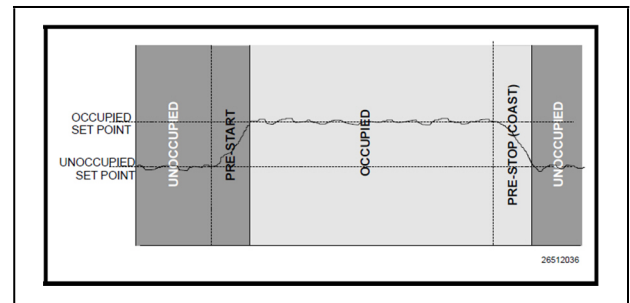 OCCUPIED
SET POINT
UNOCCUPIED
SET POINT
UNOCCUPIED
PRE-START
OCCUPIED
PRE-STOP (COAST)
UNOCCUPIED
26512036